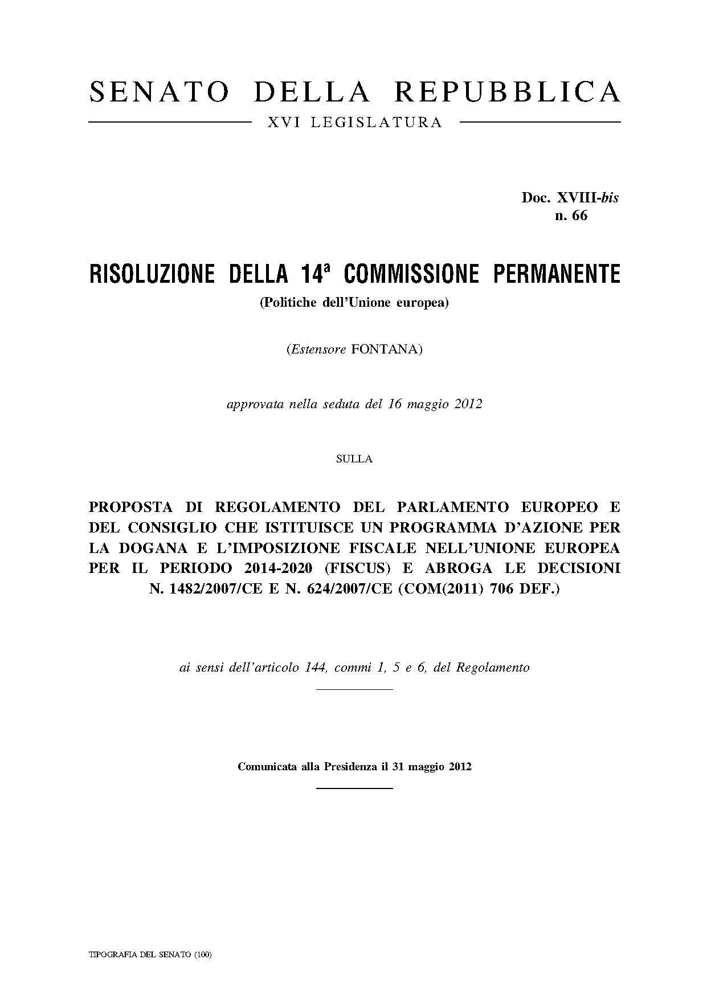 SENATO DELLA REPUBBLICA
XVI LEGISLATURA
Doc. XVIII-bis
n. 66
RISOLUZIONE DELLA 14ª COMMISSIONE PERMANENTE
(Politiche dell’Unione europea)
(Estensore FONTANA)
approvata nella seduta del 16 maggio 2012
SULLA
PROPOSTA DI REGOLAMENTO DEL PARLAMENTO EUROPEO E
DEL CONSIGLIO CHE ISTITUISCE UN PROGRAMMA D’AZIONE PER
LA DOGANA E L’IMPOSIZIONE FISCALE NELL’UNIONE EUROPEA
PER IL PERIODO 2014-2020 (FISCUS) E ABROGA LE DECISIONI
N. 1482/2007/CE E N. 624/2007/CE (COM(2011) 706 DEF.)
ai sensi dell’articolo 144, commi 1, 5 e 6, del Regolamento
Comunicata alla Presidenza il 31 maggio 2012
TIPOGRAFIA DEL SENATO (100)